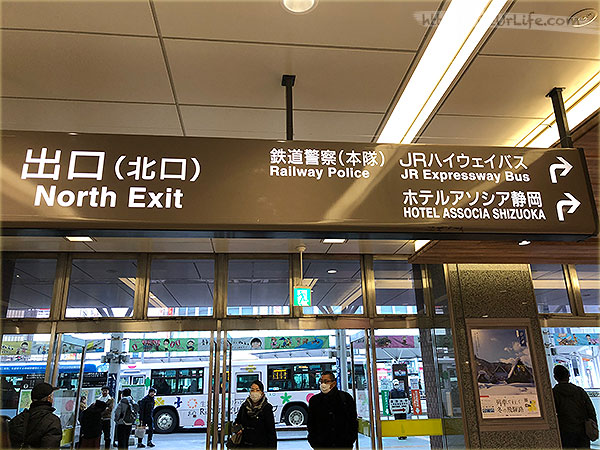 出口(北口)
North Exit
鉄道警察(本隊)
Railway Police
JRハイウェイバス
JR Expressway Bus
ホテルアソシア静岡
HOTEL ASSOCIA SHIZUOKA